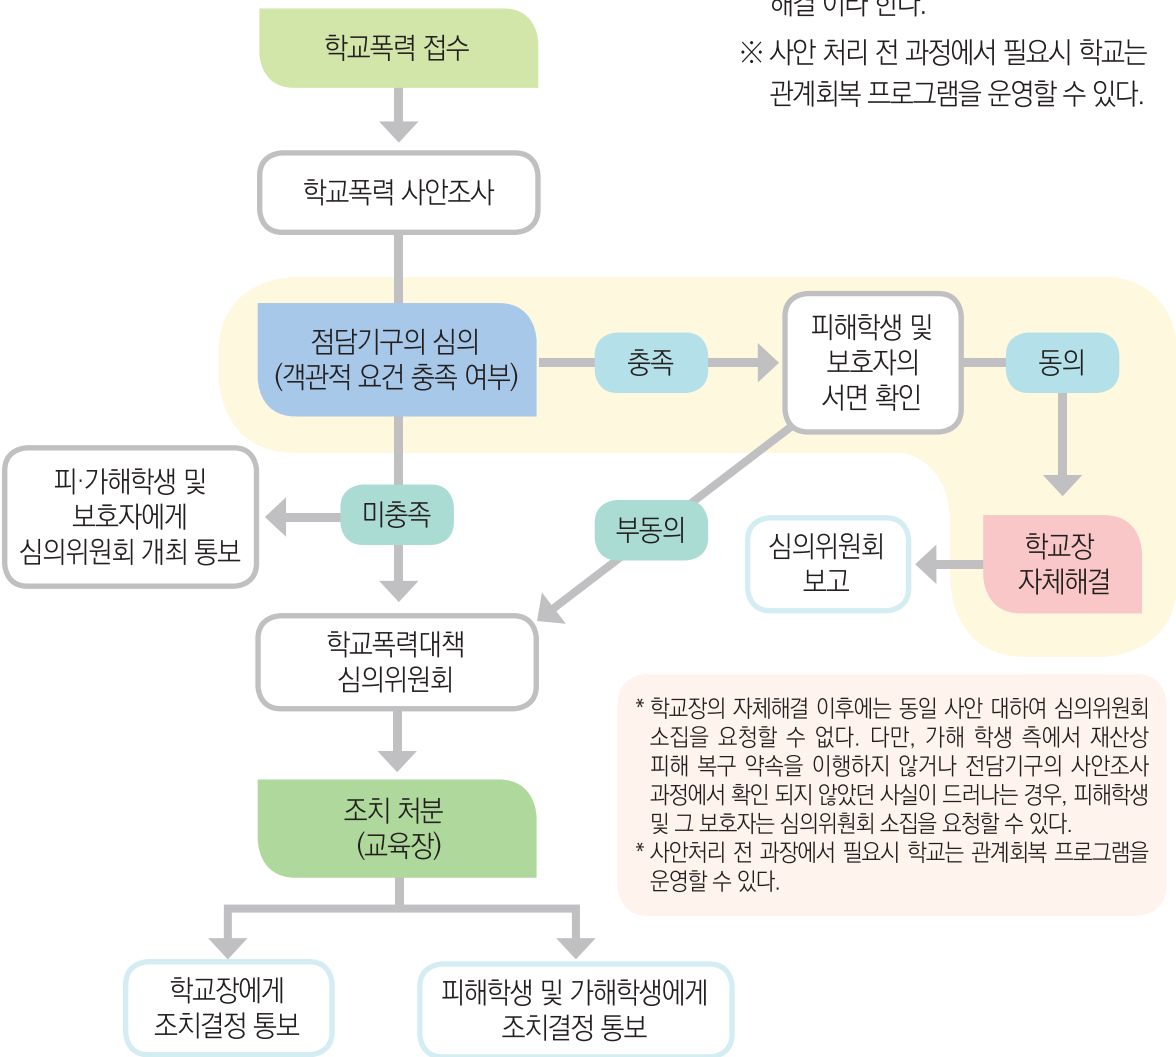 해결'이라 한다.
※ 사안 처리 전 과정에서 필요시 학교는
관계회복 프로그램을 운영할 수 있다.
학교폭력 접수
학교폭력 사안조사
점담기구의 심의
(객관적 요건 충족 여부)
충족
피해학생 및
보호자의
서면 확인
동의
피·가해학생 및
보호자에게
심의위원회 개최 통보
미충족
부동의
심의위원회
보고
학교장
자체해결
학교폭력대책
심의위원회
* 학교장의 자체해결 이후에는 동일 사안 대하여 심의위원회
소집을 요청할 수 없다. 다만, 가해 학생 측에서 재산상
피해 복구 약속을 이행하지 않거나 전담기구의 사안조사
과정에서 확인 되지 않았던 사실이 드러나는 경우, 피해학생
및 그 보호자는 심의위원회 소집을 요청할 수 있다.
* 사안처리 전 과장에서 필요시 학교는 관계회복 프로그램을
운영할 수 있다.
조치 처분
(교육장)
학교장에게
조치결정 통보
피해학생 및 가해학생에게
조치결정 통보